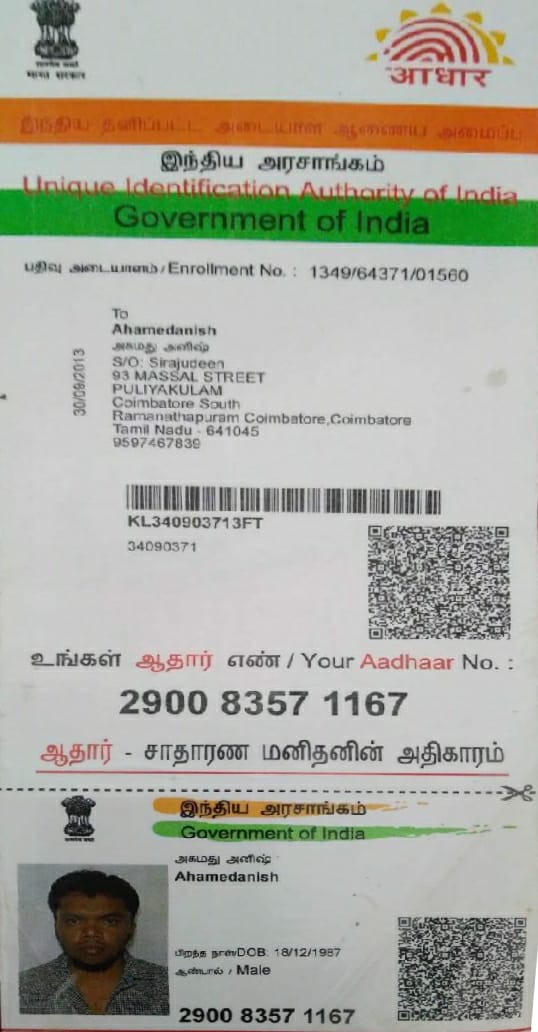 भारत सरकार
आधार
இந்திய தனிப்பட்ட அடையாள ஆணைய அமைப்பு
இந்திய அரசாங்கம்
Unique Identification Authority of India
Government of India
பதிவு அடையாளம் / Enrollment No. : 1349/64371/01560
30/09/2013
To
Ahamedanish
அகமது அனிஷ்
S/O: Sirajudeen
93 MASSAL STREET
PULIYAKULAM
Coimbatore South
Ramanathapuram Coimbatore,Coimbatore
Tamil Nadu - 641045
9597467839
KL340903713FT
34090371
உங்கள் ஆதார் எண் / Your Aadhaar No. :
2900 8357 1167
ஆதார் - சாதாரண மனிதனின் அதிகாரம்
இந்திய அரசாங்கம்
Government of India
அகமது அனிஷ்
Ahamedanish
பிறந்த நாள்/DOB: 18/12/1987
ஆண்பால் / Male
2900 8357 1167